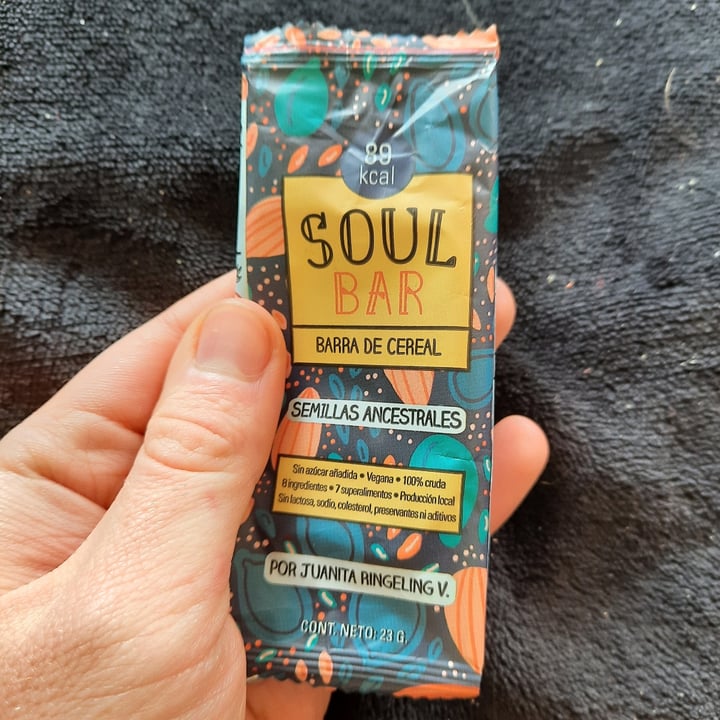 89
kcal
SOUL
BAR
BARRA DE CEREAL
SEMILLAS ANCESTRALES
Sin azúcar añadida • Vegana • 100% cruda
8 ingredientes • 7 superalimentos • Producción local
Sin lactosa, sodio, colesterol, preservantes ni aditivos
POR JUANITA RINGELING V.
CONT. NETO: 23 G.